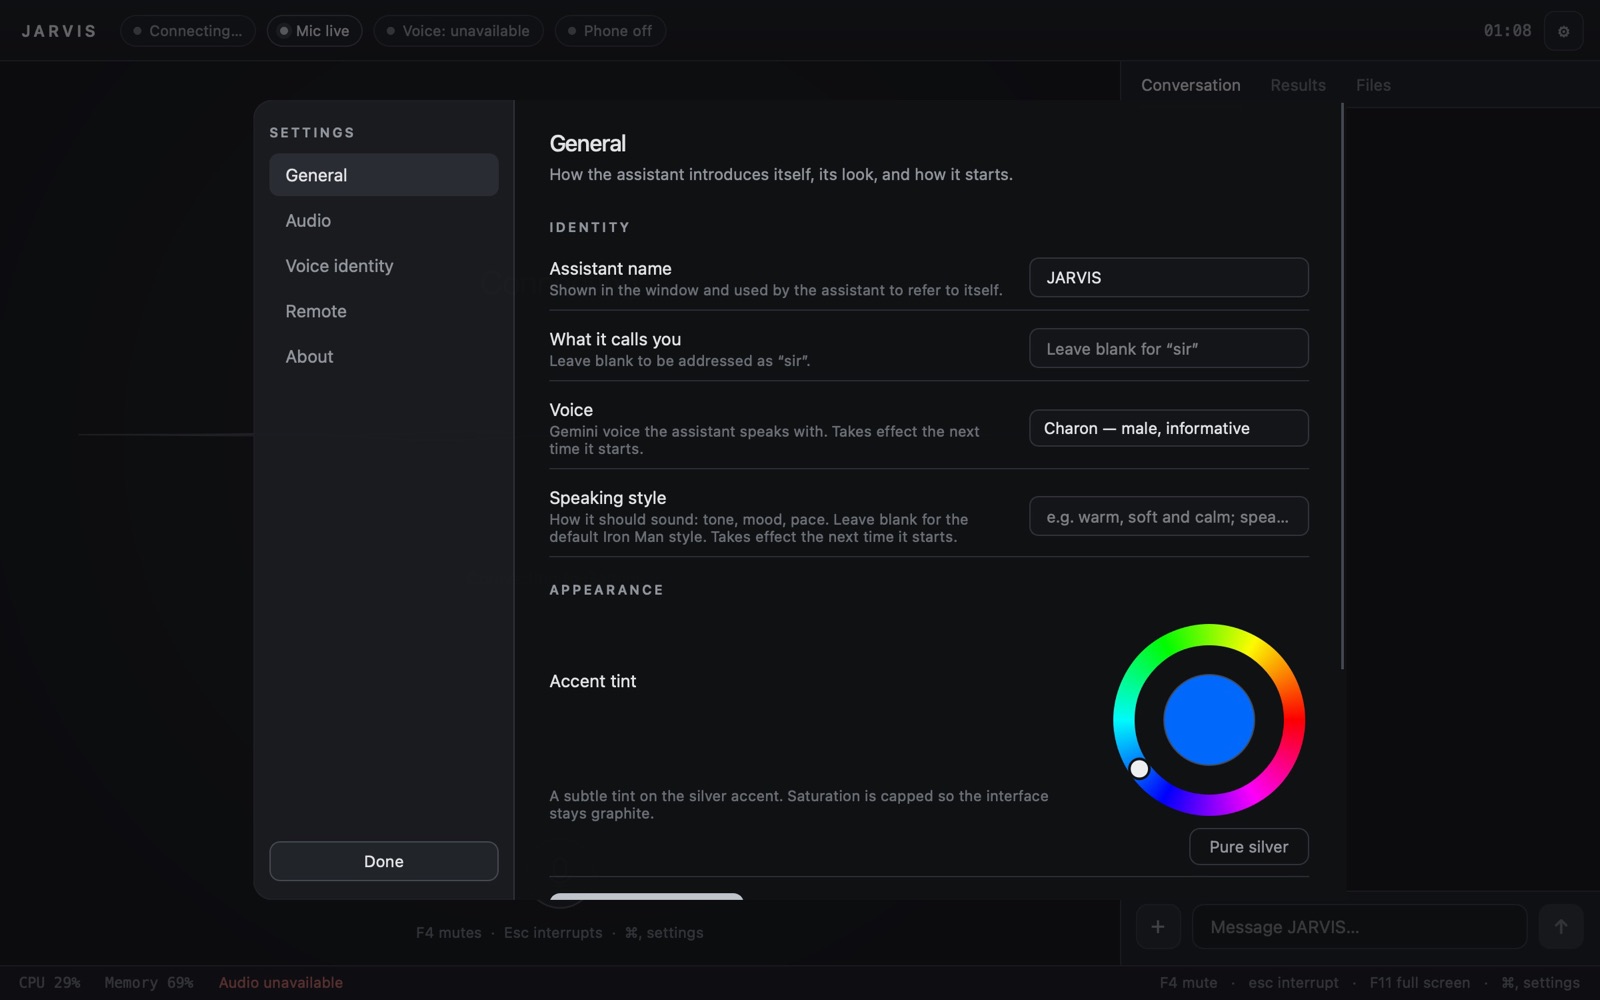 JARVIS
Connecting...
Mic live
Voice: unavailable
Phone off
01:08
Conversation
Results
Files
SETTINGS
General
Audio
Voice identity
Remote
About
Done
General
How the assistant introduces itself, its look, and how it starts.
IDENTITY
Assistant name
Shown in the window and used by the assistant to refer to itself.
JARVIS
What it calls you
Leave blank to be addressed as “sir”.
Leave blank for “sir”
Voice
Gemini voice the assistant speaks with. Takes effect the next
time it starts.
Charon — male, informative
Speaking style
How it should sound: tone, mood, pace. Leave blank for the
default Iron Man style. Takes effect the next time it starts.
e.g. warm, soft and calm; spea...
APPEARANCE
Accent tint
A subtle tint on the silver accent. Saturation is capped so the interface
stays graphite.
Pure silver
F4 mutes · Esc interrupts · ⌘, settings
Message JARVIS...
CPU 29% Memory 69% Audio unavailable
F4 mute · esc interrupt · F11 full screen · ⌘, settings